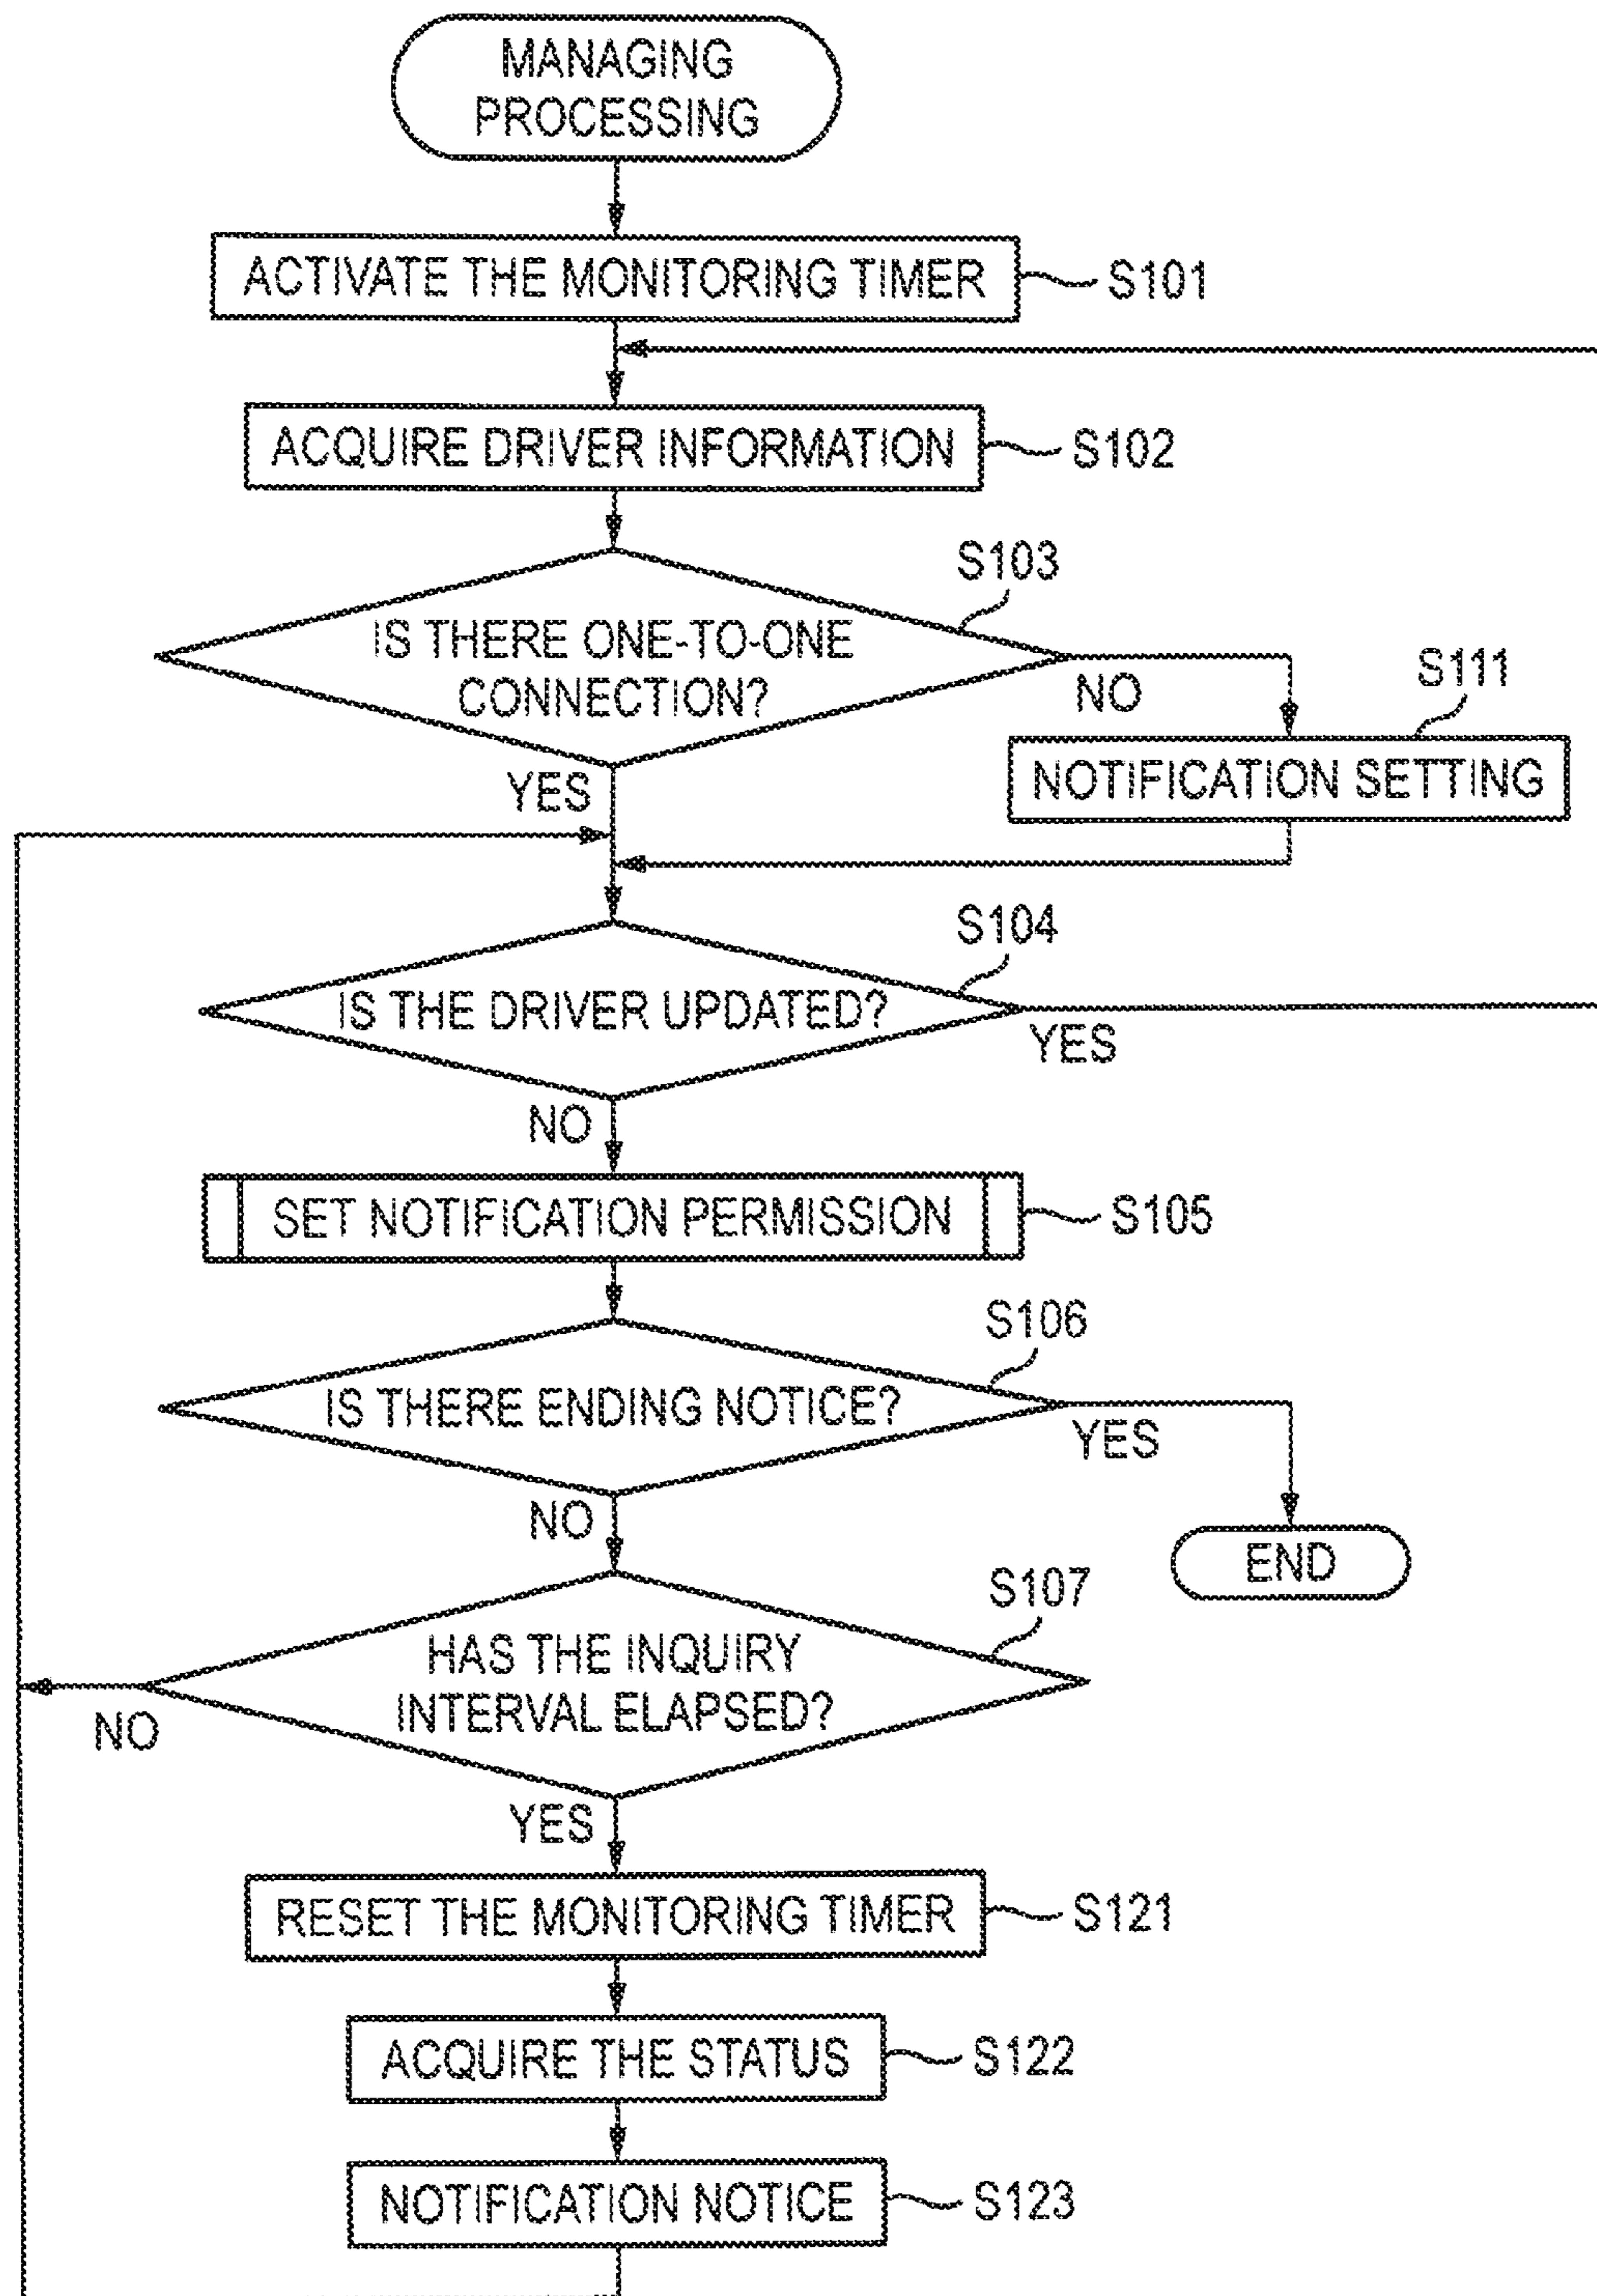 MANAGING
PROCESSING
ACTIVATE THE MONITORING TIMER
S101
ACQUIRE DRIVER INFORMATION
S102
S103
IS THERE ONE-TO-ONE
CONNECTION?
NO
S111
NOTIFICATION SETTING
YES
S104
IS THE DRIVER UPDATED?
YES
NO
SET NOTIFICATION PERMISSION
S105
S106
IS THERE ENDING NOTICE?
YES
NO
END
S107
HAS THE INQUIRY
INTERVAL ELAPSED?
NO
YES
RESET THE MONITORING TIMER
S121
ACQUIRE THE STATUS
S122
NOTIFICATION NOTICE
S123